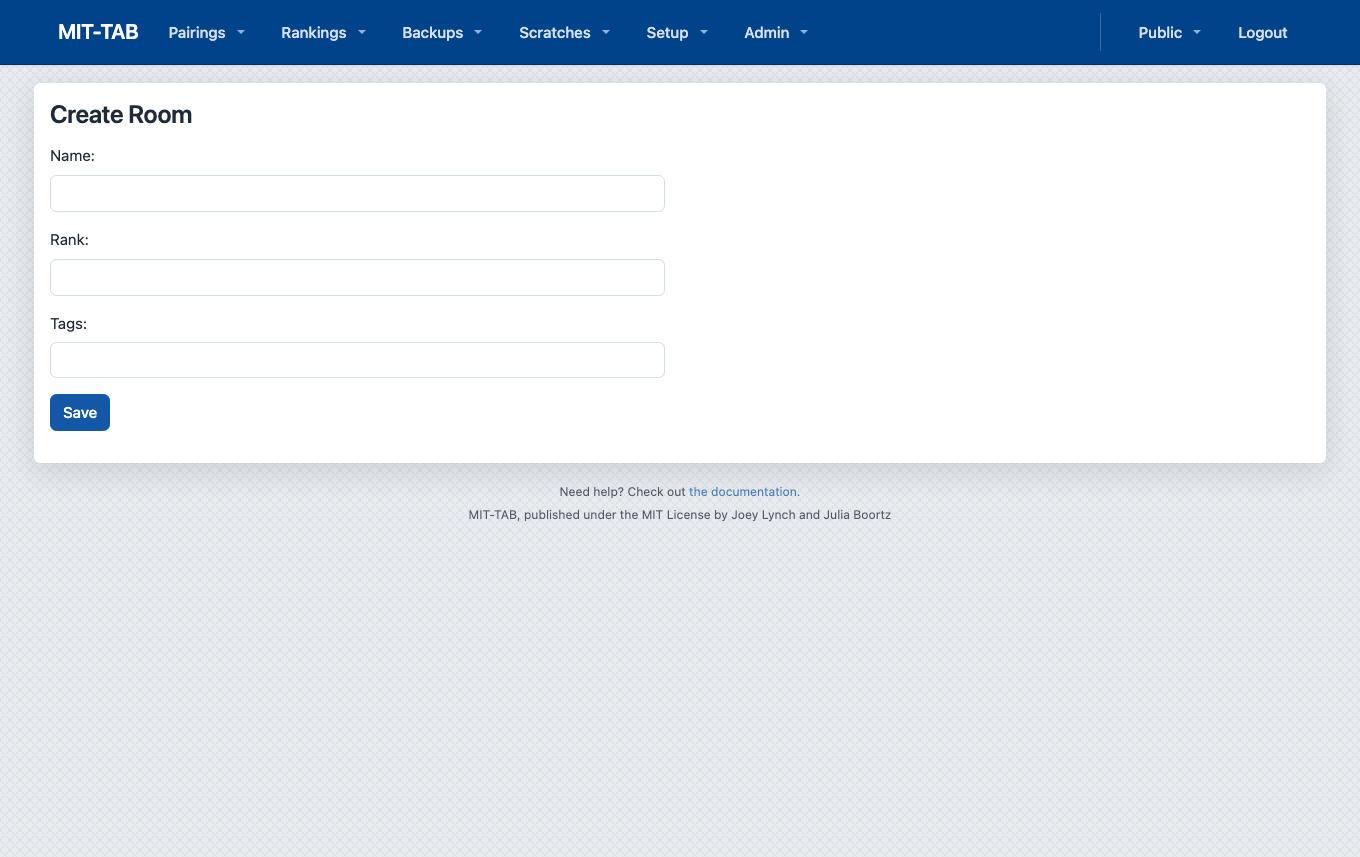 MIT-TAB Pairings Rankings Backups Scratches Setup Admin Public Logout
Create Room
Name:
Rank:
Tags:
Save
Need help? Check out the documentation.
MIT-TAB, published under the MIT License by Joey Lynch and Julia Boortz